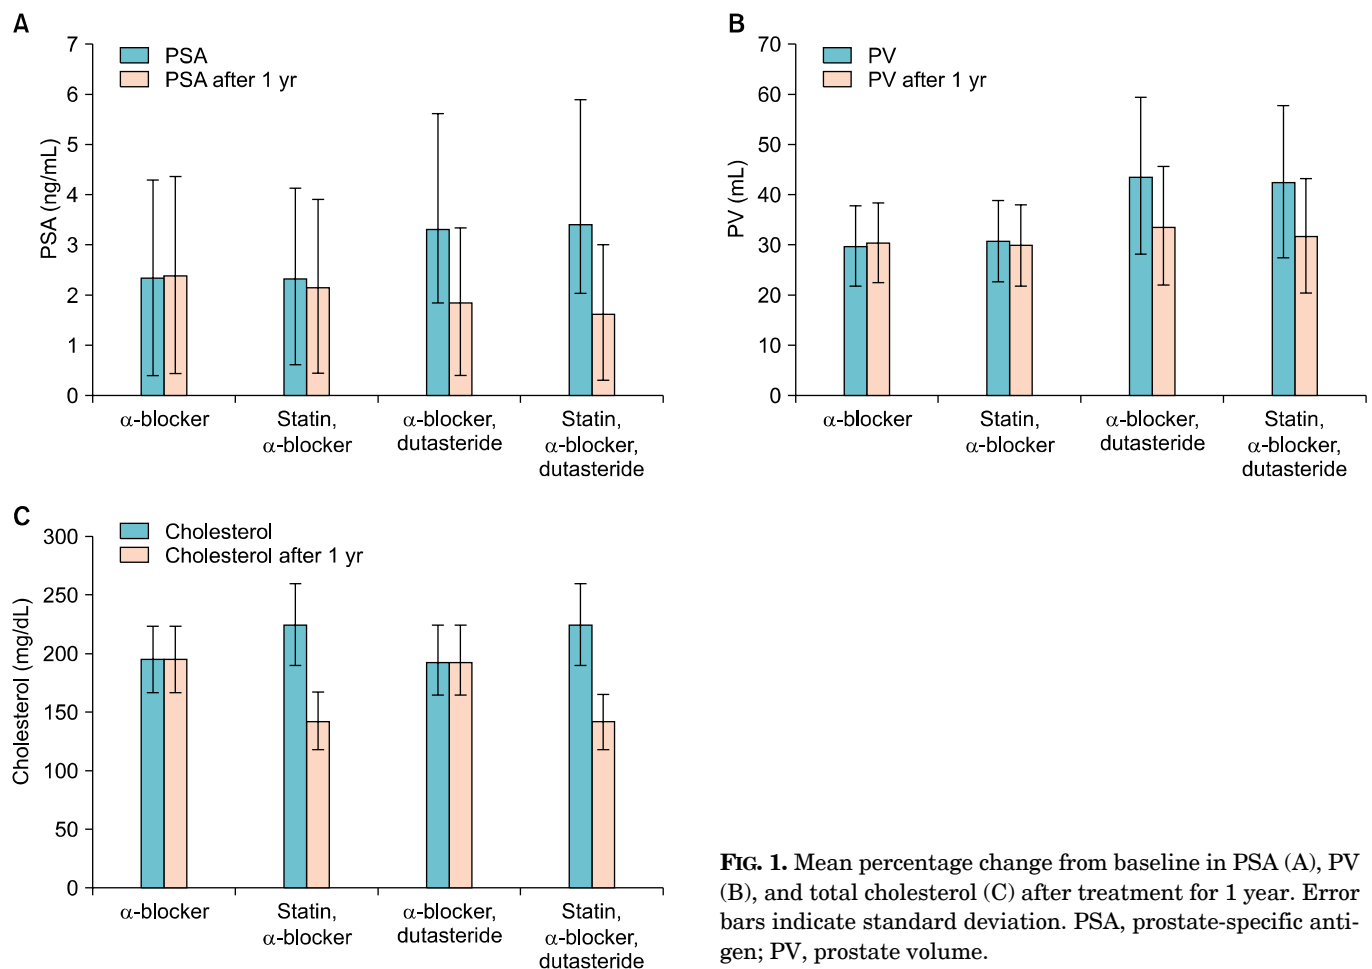 A
7
6
5
4
3
2
1
0
PSA (ng/mL)
PSA
PSA after 1 yr
α-blocker
Statin,
α-blocker
α-blocker,
dutasteride
Statin,
α-blocker,
dutasteride
B
70
60
50
40
30
20
10
0
PV (mL)
PV
PV after 1 yr
α-blocker
Statin,
α-blocker
α-blocker,
dutasteride
Statin,
α-blocker,
dutasteride
C
300
250
200
150
100
50
0
Cholesterol (mg/dL)
Cholesterol
Cholesterol after 1 yr
α-blocker
Statin,
α-blocker
α-blocker,
dutasteride
Statin,
α-blocker,
dutasteride
FIG. 1. Mean percentage change from baseline in PSA (A), PV
(B), and total cholesterol (C) after treatment for 1 year. Error
bars indicate standard deviation. PSA, prostate-specific anti-
gen; PV, prostate volume.